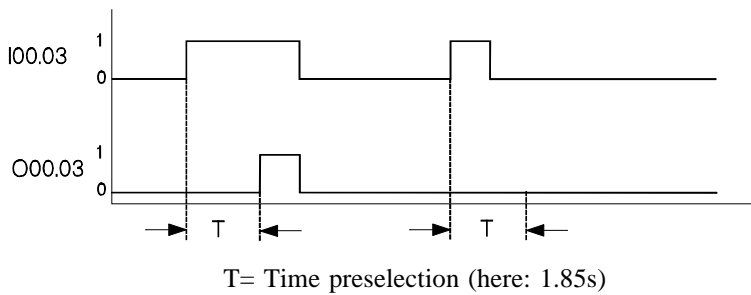 1
I00.03
0
1
O00.03
0
T
T
T= Time preselection (here: 1.85s)